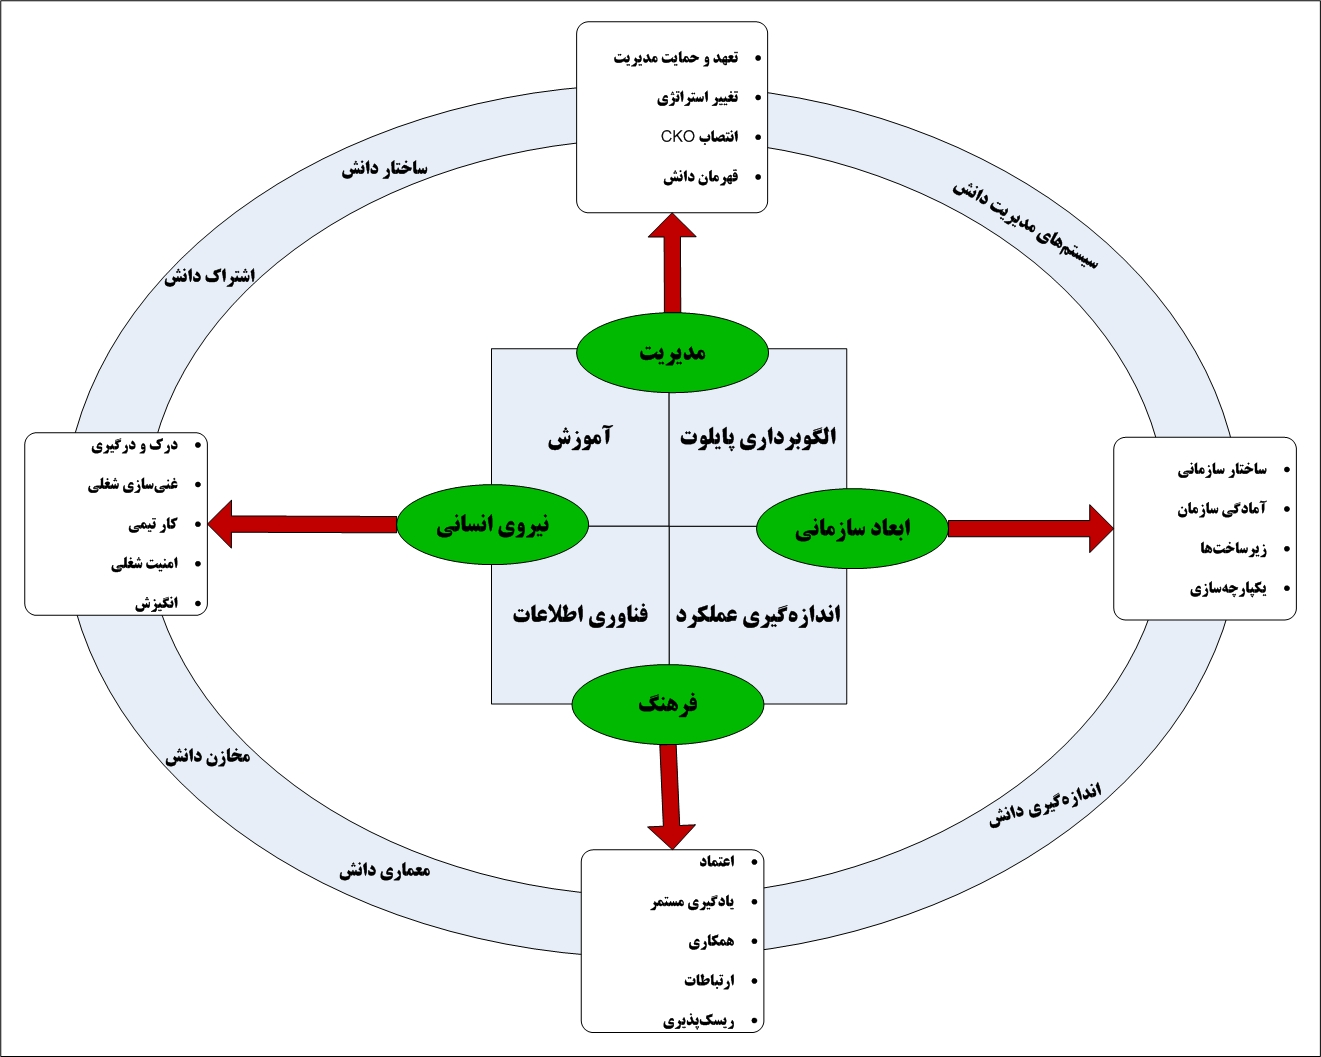 تعهد و حمایت مدیریت
تغییر استراتژی
انتصاب CKO
قهرمان دانش
ساختار دانش
سیستم‌های مدیریت دانش
اشتراک دانش
مدیریت
الگوبرداری پایلوت
آموزش
ساختار سازمانی
آمادگی سازمان
زیرساخت‌ها
یکپارچه‌سازی
ابعاد سازمانی
نیروی انسانی
درک و درگیری
غنی‌سازی شغلی
کار تیمی
امنیت شغلی
انگیزش
اندازه‌گیری عملکرد
فناوری اطلاعات
فرهنگ
مخازن دانش
اندازه‌گیری دانش
معماری دانش
اعتماد
یادگیری مستمر
همکاری
ارتباطات
ریسک‌پذیری